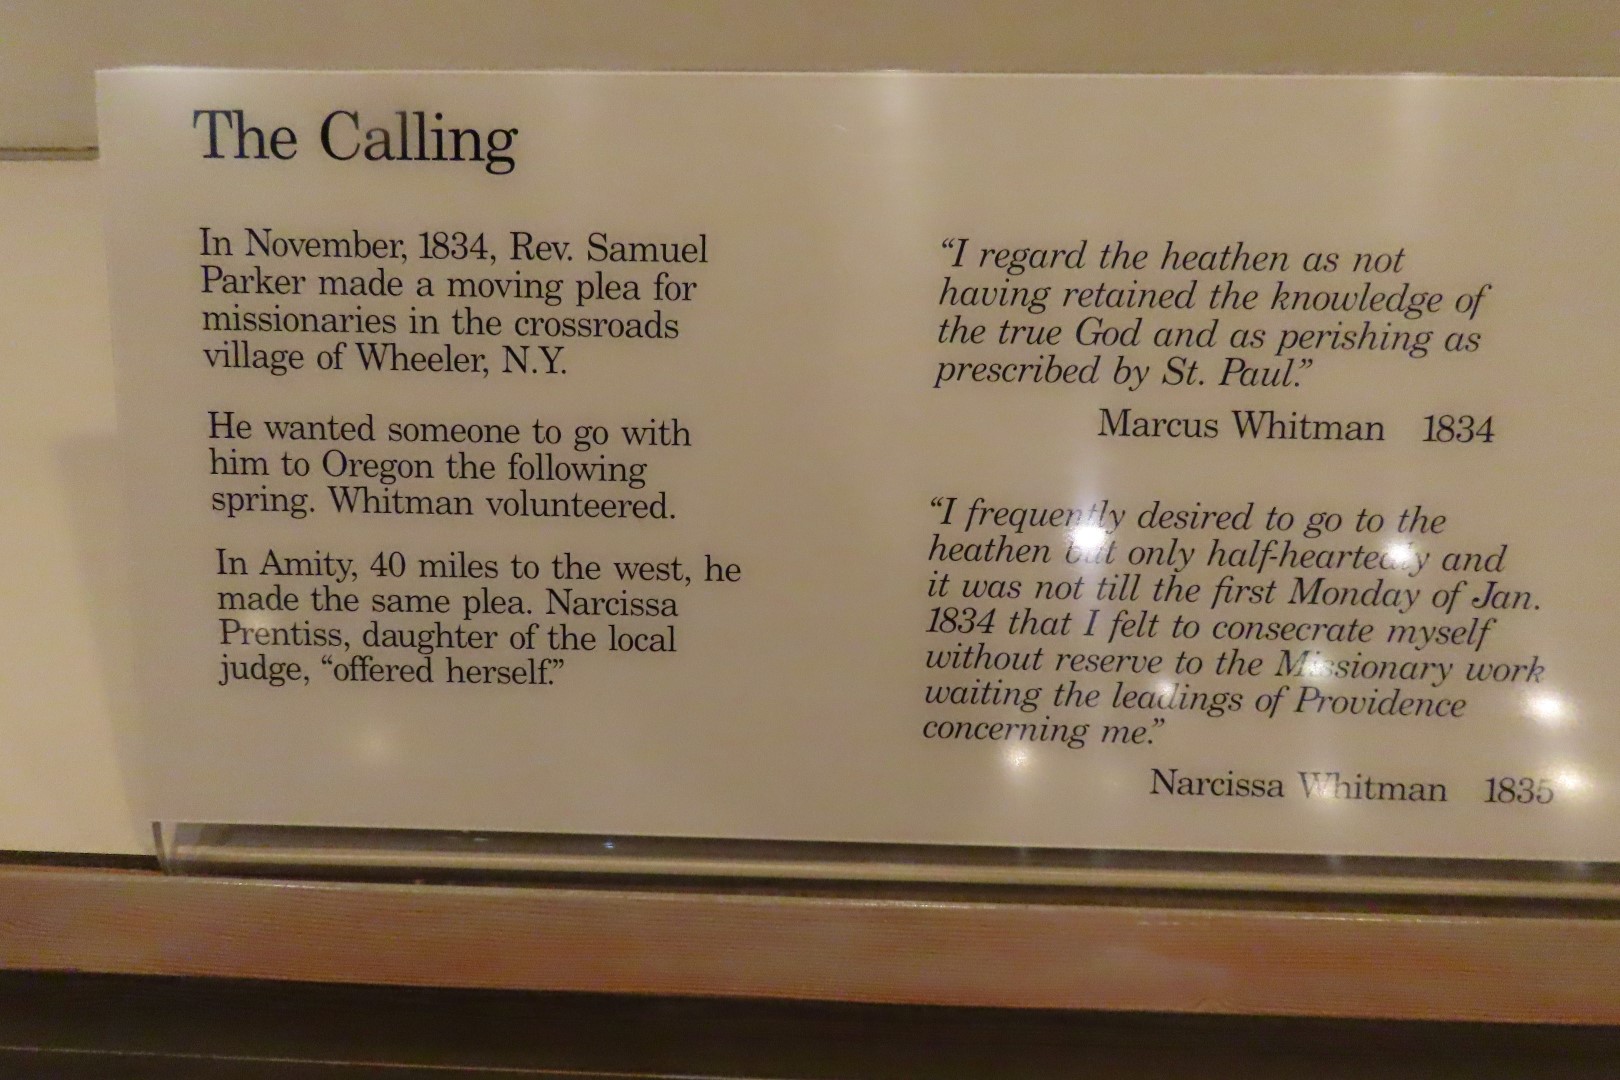 The Calling
In November, 1834, Rev. Samuel
Parker made a moving plea for
missionaries in the crossroads
village of Wheeler, N.Y.
He wanted someone to go with
him to Oregon the following
spring. Whitman volunteered.
In Amity, 40 miles to the west, he
made the same plea. Narcissa
Prentiss, daughter of the local
judge, “offered herself.”
“I regard the heathen as not
having retained the knowledge of
the true God and as perishing as
prescribed by St. Paul.”
Marcus Whitman 1834
“I frequently desired to go to the
heathen but only half-heartedly and
it was not till the first Monday of Jan.
1834 that I felt to consecrate myself
without reserve to the Missionary work
waiting the leadings of Providence
concerning me.”
Narcissa Whitman 1835